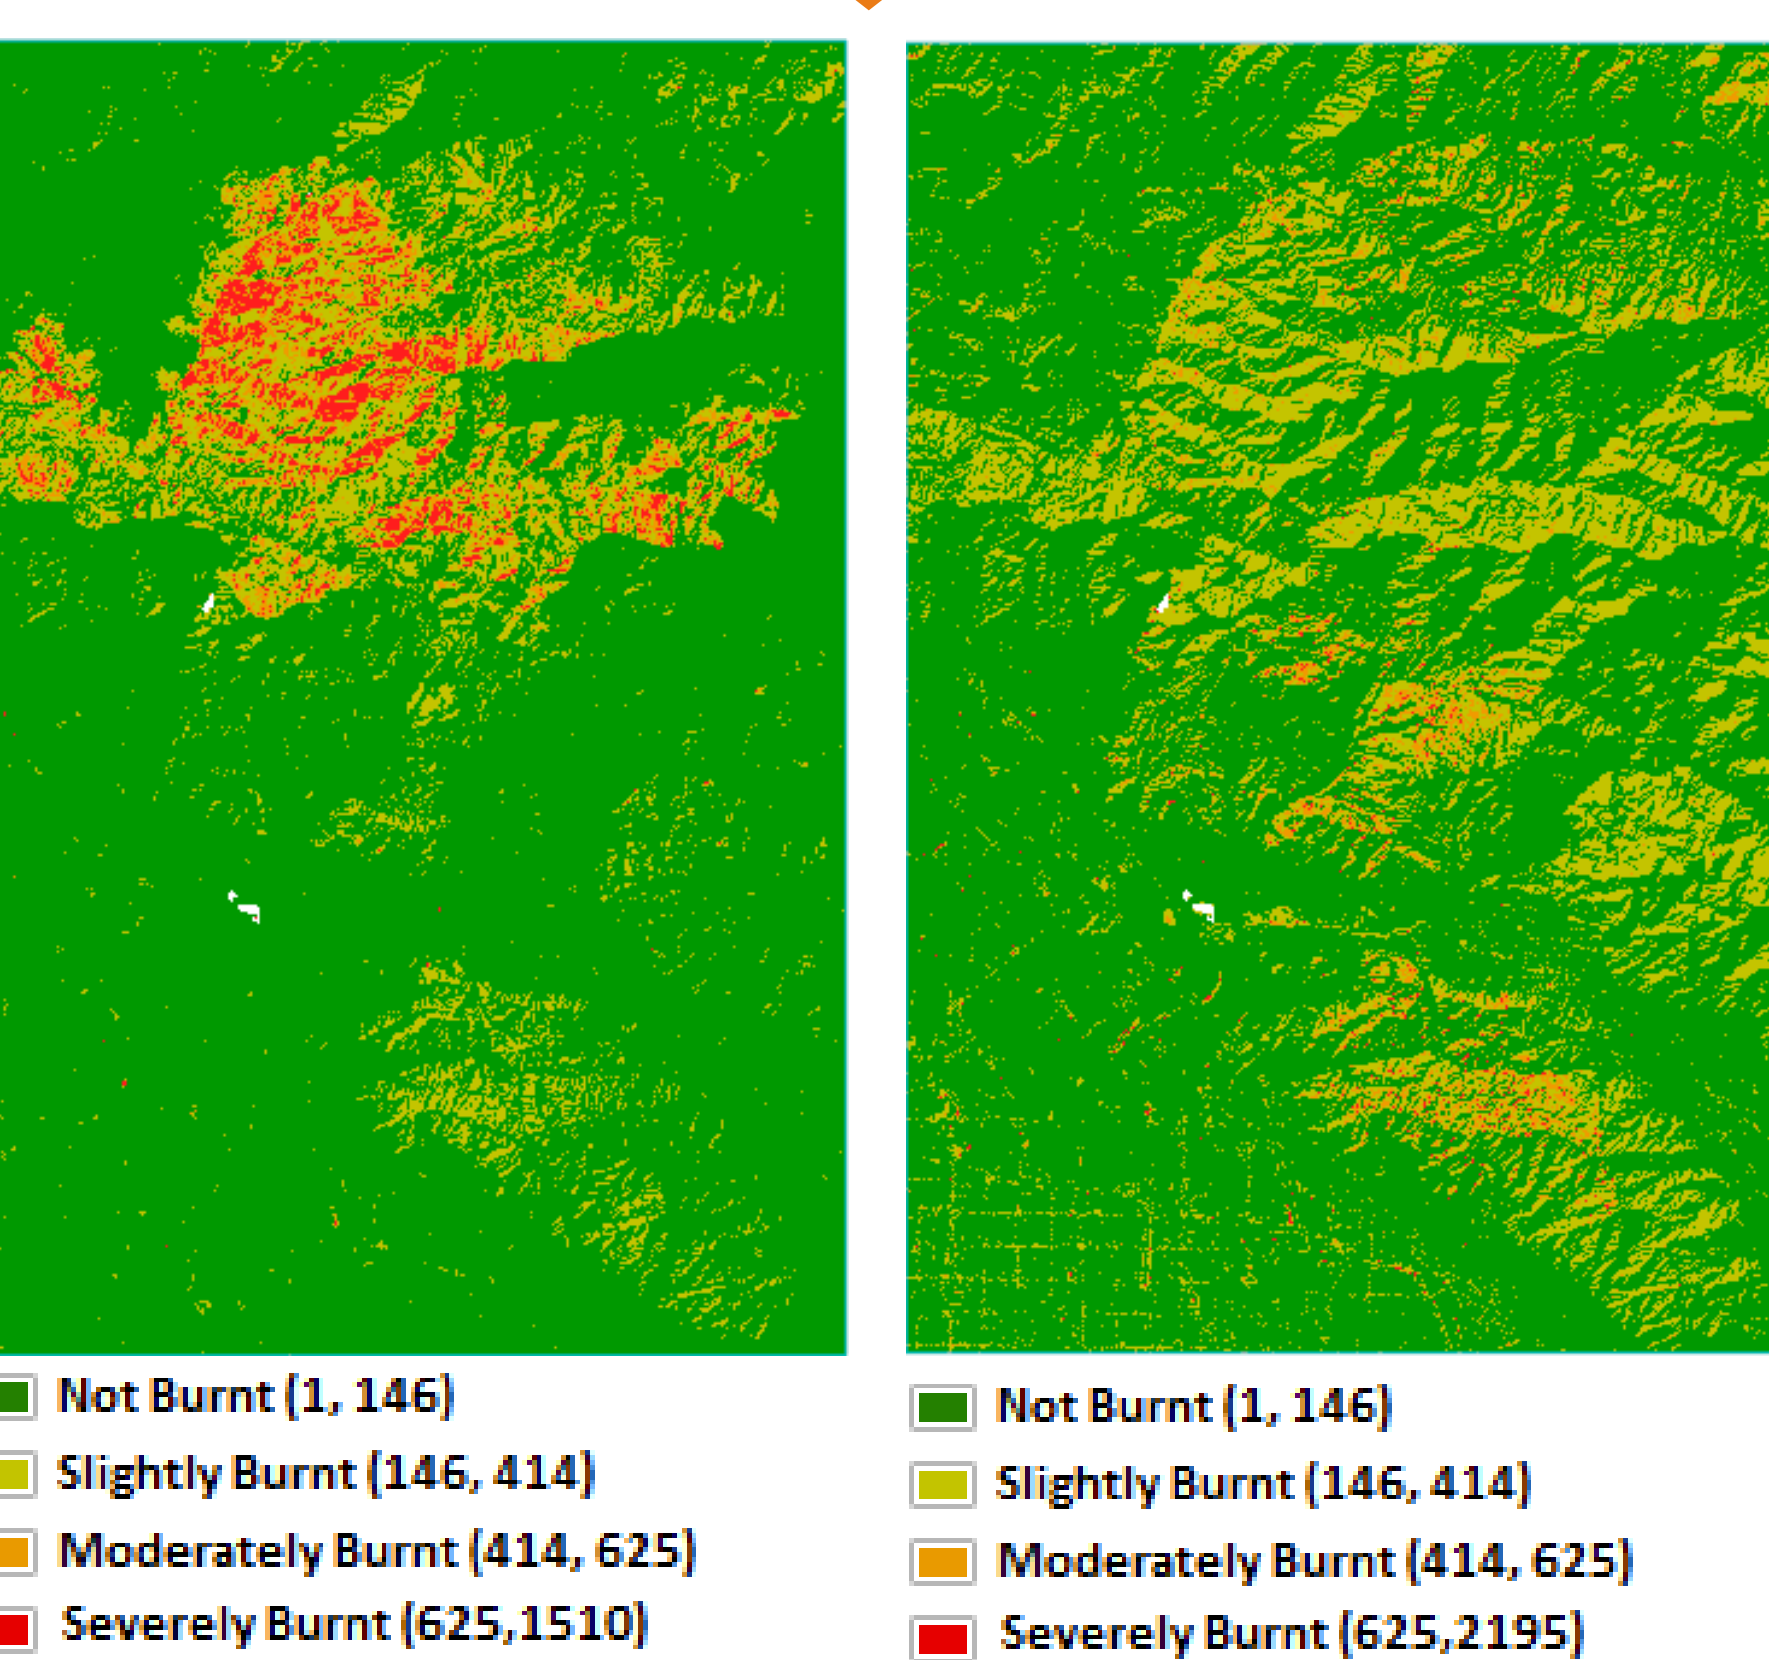 Not Burnt (1, 146)
Slightly Burnt (146, 414)
Moderately Burnt (414, 625)
Severely Burnt (625,1510)
Not Burnt (1, 146)
Slightly Burnt (146, 414)
Moderately Burnt (414, 625)
Severely Burnt (625,2195)